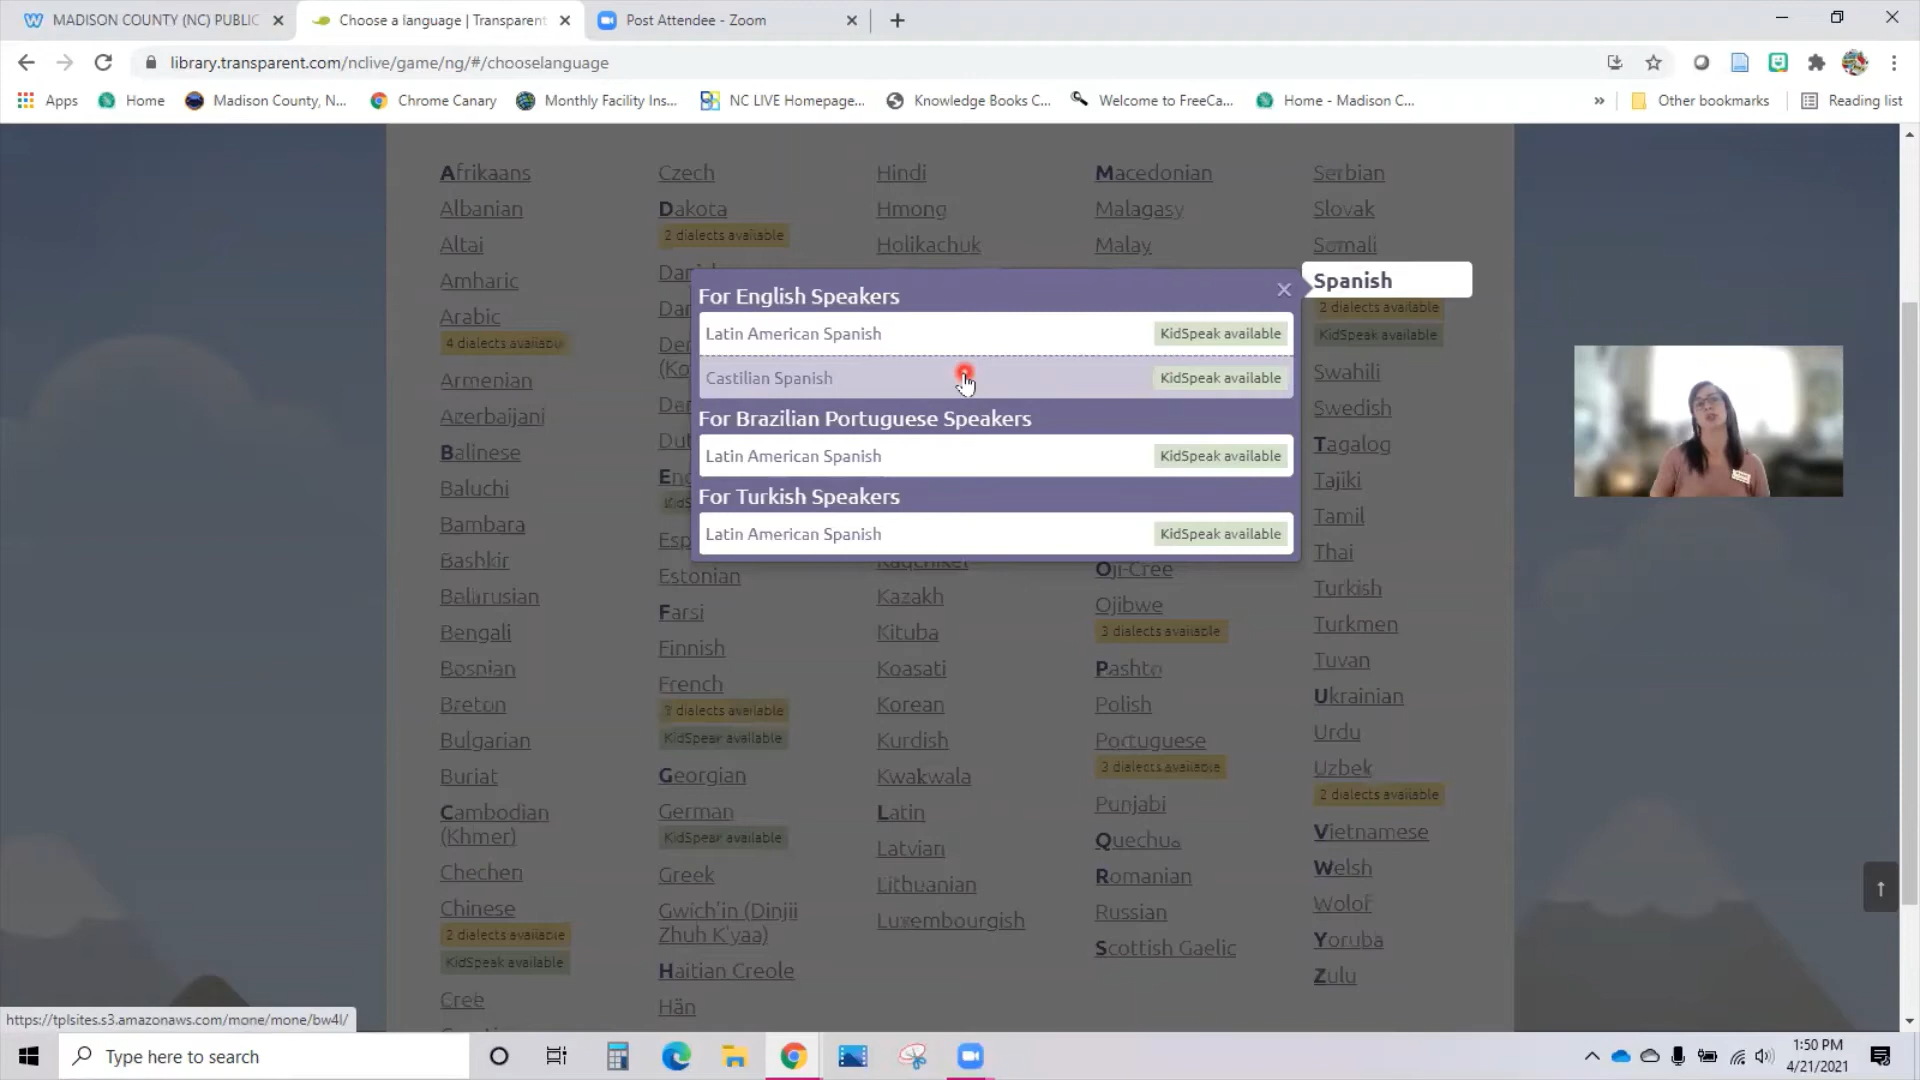 MADISON COUNTY (NC) PUBLIC
Choose a language | Transparent
Post Attendee - Zoom
library.transparent.com/nclive/game/ng/#/chooselanguage
Apps
Home
Madison County, N...
Chrome Canary
Monthly Facility Ins...
NC LIVE Homepage...
Knowledge Books C...
Welcome to FreeCa...
Home - Madison C...
»
Other bookmarks
Reading list
Afrikaans
Albanian
Altai
Amharic
Arabic
4 dialects available
Armenian
Azerbaijani
Balinese
Baluchi
Bambara
Bashkir
Belarusian
Bengali
Bosnian
Breton
Bulgarian
Buriat
Cambodian
(Khmer)
Chechen
Chinese
2 dialects available
KidSpeak available
Cree
Czech
Dakota
2 dialects available
Estonian
Farsi
Finnish
French
3 dialects available
KidSpeak available
Georgian
German
KidSpeak available
Greek
Gwich'in (Dinjii
Zhuh K'yaa)
Haitian Creole
Hän
Hindi
Hmong
Holikachuk
Kazakh
Kituba
Koasati
Korean
Kurdish
Kwakwala
Latin
Latvian
Lithuanian
Luxembourgish
Macedonian
Malagasy
Malay
Oji-Cree
Ojibwe
3 dialects available
Pashto
Polish
Portuguese
3 dialects available
Punjabi
Quechua
Romanian
Russian
Scottish Gaelic
Serbian
Slovak
Somali
Spanish
2 dialects available
KidSpeak available
Swahili
Swedish
Tagalog
Tajiki
Tamil
Thai
Turkish
Turkmen
Tuvan
Ukrainian
Urdu
Uzbek
2 dialects available
Vietnamese
Welsh
Wolof
Yoruba
Zulu
For English Speakers
Latin American Spanish KidSpeak available
Castilian Spanish KidSpeak available
For Brazilian Portuguese Speakers
Latin American Spanish KidSpeak available
For Turkish Speakers
Latin American Spanish KidSpeak available
https://tplsites.s3.amazonaws.com/mone/mone/bw4l/
Type here to search
1:50 PM
4/21/2021